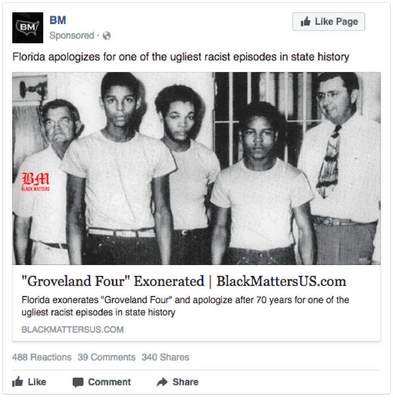 BM
BM
Sponsored ·
Like Page
Florida apologizes for one of the ugliest racist episodes in state history
BM
BLACK MATTERS
"Groveland Four" Exonerated | BlackMattersUS.com
Florida exonerates "Groveland Four" and apologize after 70 years for one of the
ugliest racist episodes in state history
BLACKMATTERSUS.COM
488 Reactions 39 Comments 340 Shares
Like Comment Share